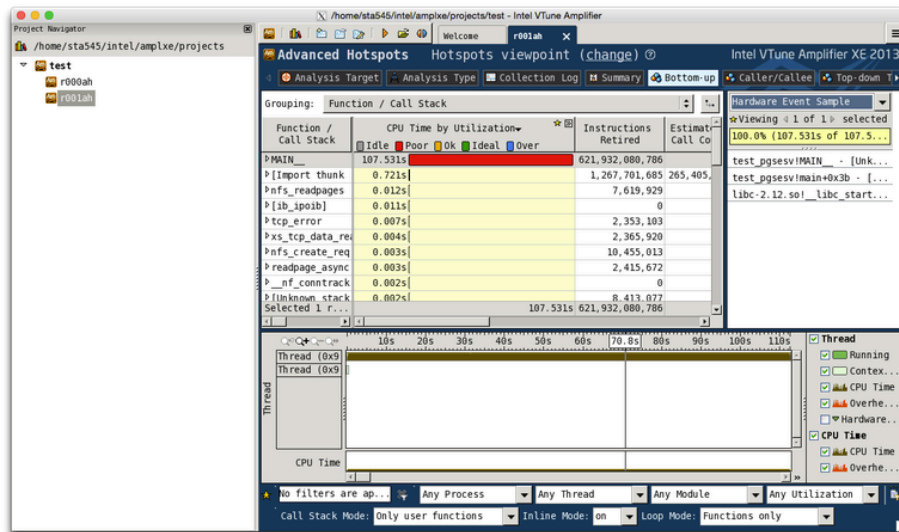 /home/sta545/intel/amplxe/projects/test - Intel VTune Amplifier
Project Navigator
/home/sta545/intel/amplxe/projects
test
r000ah
r001ah
Welcome
r001ah
Advanced Hotspots Hotspots viewpoint (change)
Intel VTune Amplifier XE 2013
Analysis Target Analysis Type Collection Log Summary Bottom-up Caller/Callee Top-down T
Grouping: Function / Call Stack
Function / Call Stack
CPU Time by Utilization
Idle Poor Ok Ideal Over
Instructions Retired
Estimat
Call Co
MAIN__ 107.531s 621,932,080,786
[Import thunk 0.721s 1,267,701,685 265,405,
nfs_readpages 0.012s 7,619,929
[ib_ipoib] 0.011s 0
tcp_error 0.007s 2,353,103
xs_tcp_data_rea 0.004s 2,365,920
nfs_create_req 0.003s 10,455,013
readpage_async 0.003s 2,415,672
__nf_conntrack 0.002s 0
[Unknown stack 0.002s 8,413,077
Selected 1 r... 107.531s 621,932,080,786
Hardware Event Sample
Viewing 1 of 1 selected
100.0% (107.531s of 107.5...
test_pgsesv!MAIN__ - [Unk...
test_pgsesv!main+0x3b - [...
libc-2.12.so!__libc_start...
10s 20s 30s 40s 50s 60s 70.8s 80s 90s 100s 110s
Thread
Thread (0x9
Thread (0x9
CPU Time
Thread
Running
Contex...
CPU Time
Overhe...
Hardware..
CPU Time
CPU Time
Overhe...
No filters are ap... Any Process Any Thread Any Module Any Utilization
Call Stack Mode: Only user functions Inline Mode: on Loop Mode: Functions only